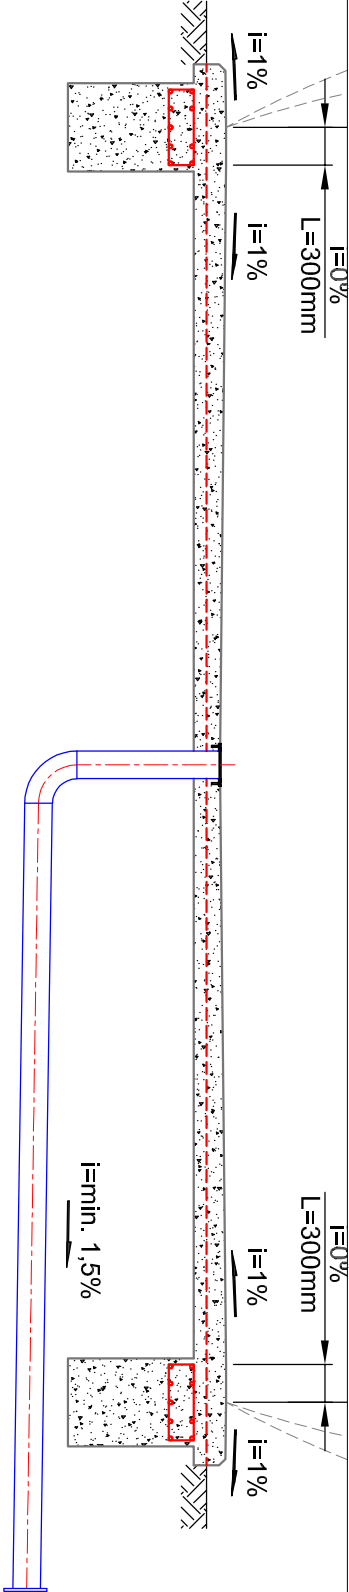 i=1%
i=0%
L=300mm
i=1%
i=min. 1,5%
i=0%
L=300mm
i=1%
i=1%